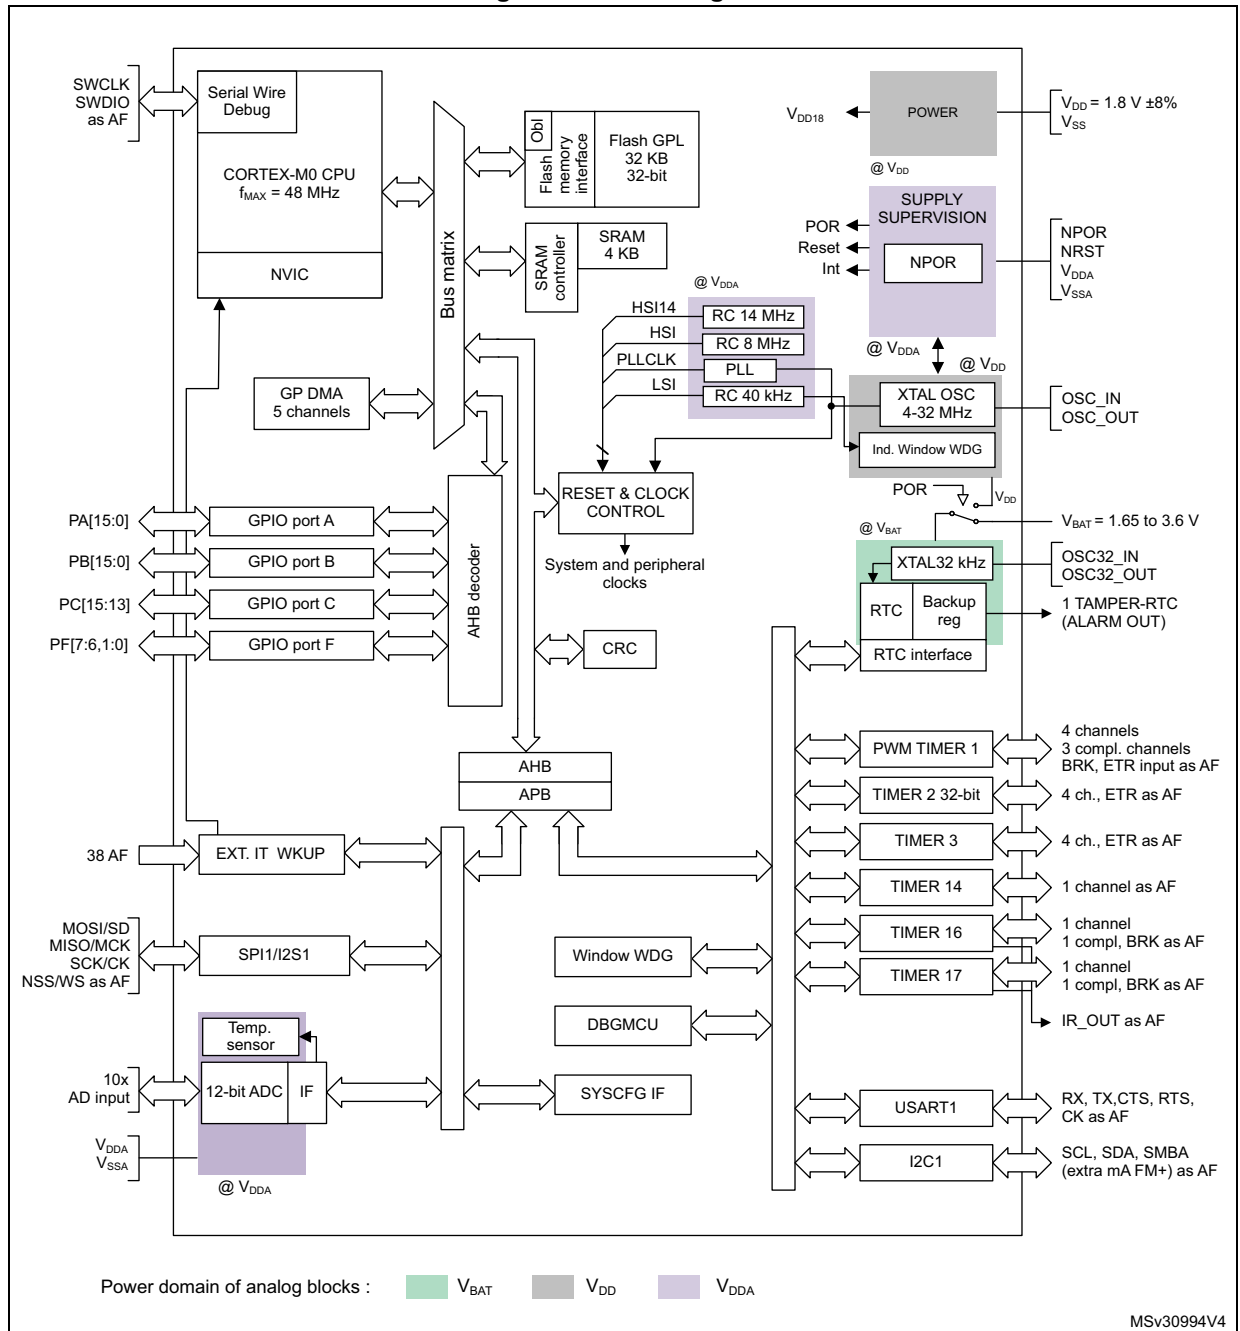 SWCLK
SWDIO
as AF
Serial Wire
Debug
CORTEX-M0 CPU
fMAX = 48 MHz
NVIC
Bus matrix
Obl
Flash
memory
interface
Flash GPL
32 KB
32-bit
SRAM
controller
SRAM
4 KB
VDD18
POWER
VDD = 1.8 V ±8%
VSS
@ VDD
SUPPLY
SUPERVISION
NPOR
POR
Reset
Int
NPOR
NRST
VDDA
VSSA
@ VDDA
@ VDDA
HSI14
HSI
PLLCLK
LSI
RC 14 MHz
RC 8 MHz
PLL
RC 40 kHz
@ VDD
XTAL OSC
4-32 MHz
Ind. Window WDG
OSC_IN
OSC_OUT
GP DMA
5 channels
RESET & CLOCK
CONTROL
System and peripheral
clocks
POR
VDD
VBAT = 1.65 to 3.6 V
@ VBAT
XTAL32 kHz
OSC32_IN
OSC32_OUT
RTC
Backup
reg
1 TAMPER-RTC
(ALARM OUT)
RTC interface
PA[15:0]
GPIO port A
PB[15:0]
GPIO port B
PC[15:13]
GPIO port C
PF[7:6,1:0]
GPIO port F
AHB decoder
CRC
AHB
APB
PWM TIMER 1
4 channels
3 compl. channels
BRK, ETR input as AF
TIMER 2 32-bit
4 ch., ETR as AF
TIMER 3
4 ch., ETR as AF
TIMER 14
1 channel as AF
TIMER 16
1 channel
1 compl, BRK as AF
TIMER 17
1 channel
1 compl, BRK as AF
IR_OUT as AF
38 AF
EXT. IT WKUP
MOSI/SD
MISO/MCK
SCK/CK
NSS/WS as AF
SPI1/I2S1
Window WDG
DBGMCU
SYSCFG IF
Temp.
sensor
10x
AD input
12-bit ADC
IF
VDDA
VSSA
@ VDDA
USART1
RX, TX,CTS, RTS,
CK as AF
I2C1
SCL, SDA, SMBA
(extra mA FM+) as AF
Power domain of analog blocks :
VBAT
VDD
VDDA
MSv30994V4